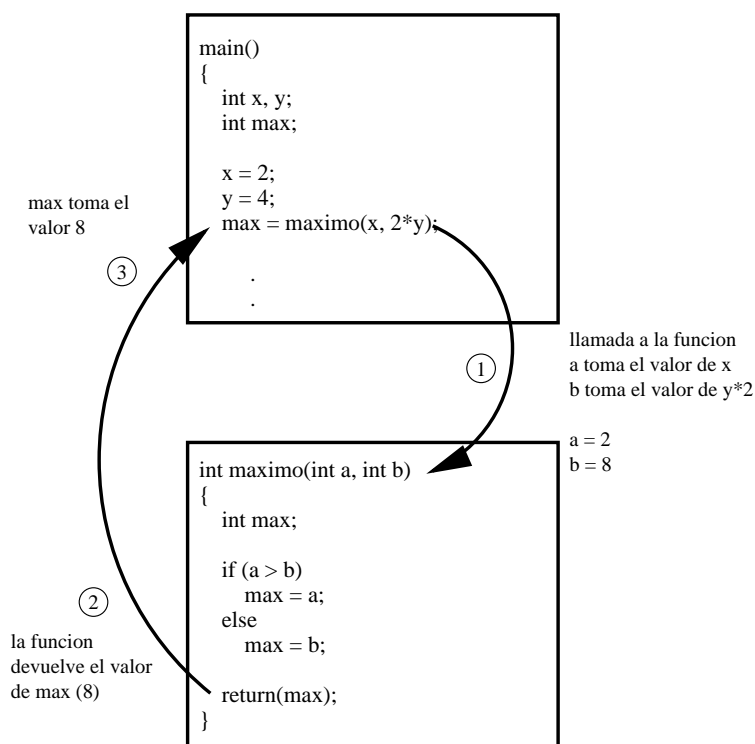 main()
{
int x, y;
int max;
x = 2;
y = 4;
max = maximo(x, 2*y);
.
.
max toma el
valor 8
3
1
llamada a la funcion
a toma el valor de x
b toma el valor de y*2
a = 2
b = 8
int maximo(int a, int b)
{
int max;
if (a > b)
max = a;
else
max = b;
return(max);
}
2
la funcion
devuelve el valor
de max (8)